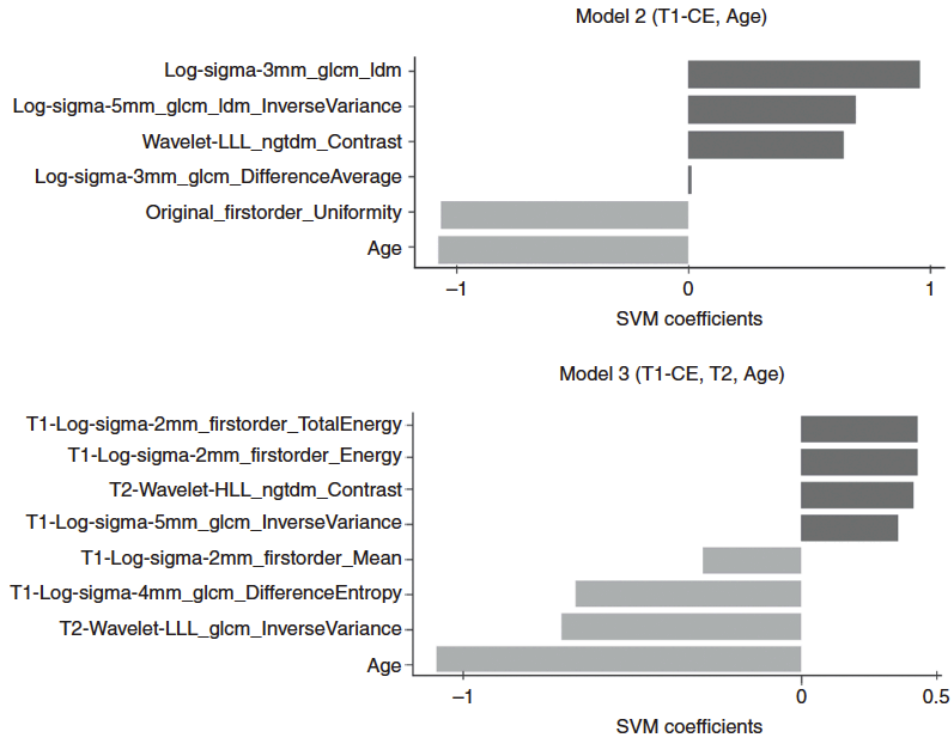 Model 2 (T1-CE, Age)
Log-sigma-3mm_glcm_Idm
Log-sigma-5mm_glcm_Idm_InverseVariance
Wavelet-LLL_ngtdm_Contrast
Log-sigma-3mm_glcm_DifferenceAverage
Original_firstorder_Uniformity
Age
–1 0 1
SVM coefficients
Model 3 (T1-CE, T2, Age)
T1-Log-sigma-2mm_firstorder_TotalEnergy
T1-Log-sigma-2mm_firstorder_Energy
T2-Wavelet-HLL_ngtdm_Contrast
T1-Log-sigma-5mm_glcm_InverseVariance
T1-Log-sigma-2mm_firstorder_Mean
T1-Log-sigma-4mm_glcm_DifferenceEntropy
T2-Wavelet-LLL_glcm_InverseVariance
Age
–1 0 0.5
SVM coefficients